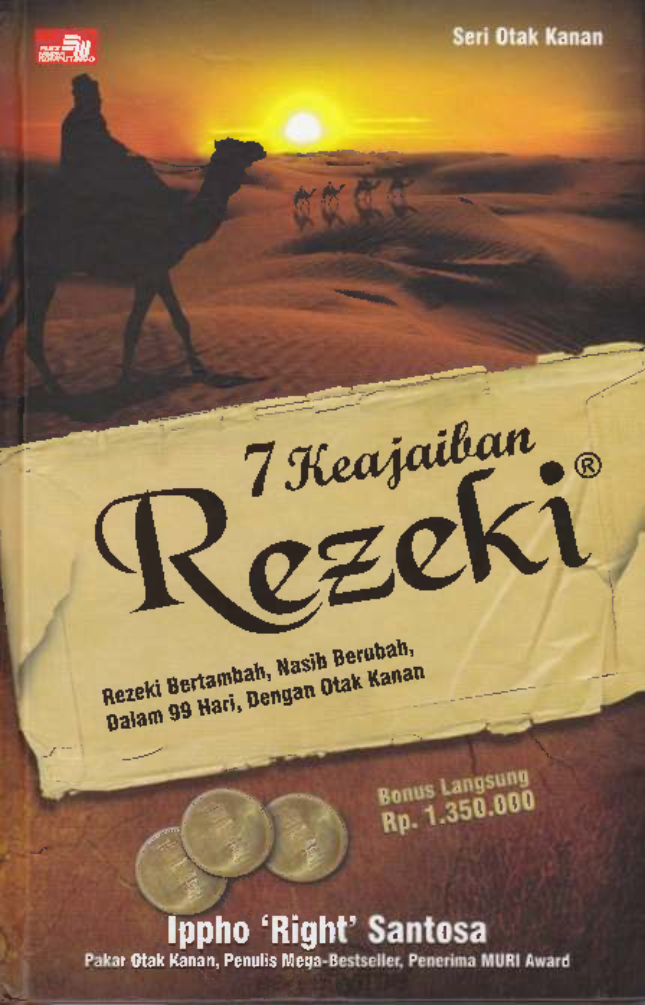 Seri Otak Kanan
7 Keajaiban
Rezeki®
Rezeki Bertambah, Nasib Berubah,
Dalam 99 Hari, Dengan Otak Kanan
Bonus Langsung
Rp. 1.350.000
Ippho ‘Right’ Santosa
Pakar Otak Kanan, Penulis Mega-Bestseller, Penerima MURI Award